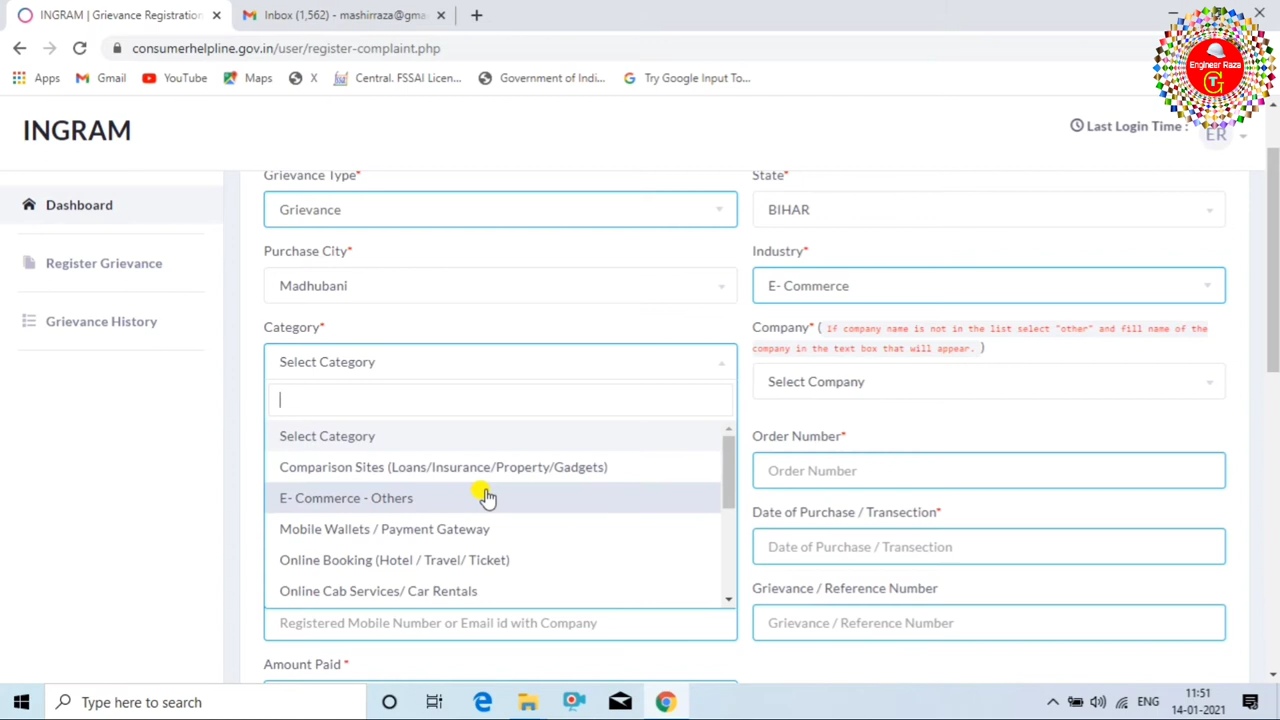 INGRAM | Grievance Registration
Inbox (1,562) - mashirraza@gma
consumerhelpline.gov.in/user/register-complaint.php
Apps Gmail YouTube Maps X Central. FSSAI Licen... Government of Indi... Try Google Input To...
Engineer Raza
G
T
INGRAM
Last Login Time :
ER
Dashboard
Register Grievance
Grievance History
Grievance Type*
State*
Grievance
BIHAR
Purchase City*
Industry*
Madhubani
E- Commerce
Category*
Company* ( If company name is not in the list select "other" and fill name of the
company in the text box that will appear. )
Select Category
Select Company
Select Category
Comparison Sites (Loans/Insurance/Property/Gadgets)
E- Commerce - Others
Mobile Wallets / Payment Gateway
Online Booking (Hotel / Travel/ Ticket)
Online Cab Services/ Car Rentals
Order Number*
Order Number
Date of Purchase / Transection*
Date of Purchase / Transection
Grievance / Reference Number
Registered Mobile Number or Email id with Company
Grievance / Reference Number
Amount Paid *
Type here to search
ENG
11:51
14-01-2021